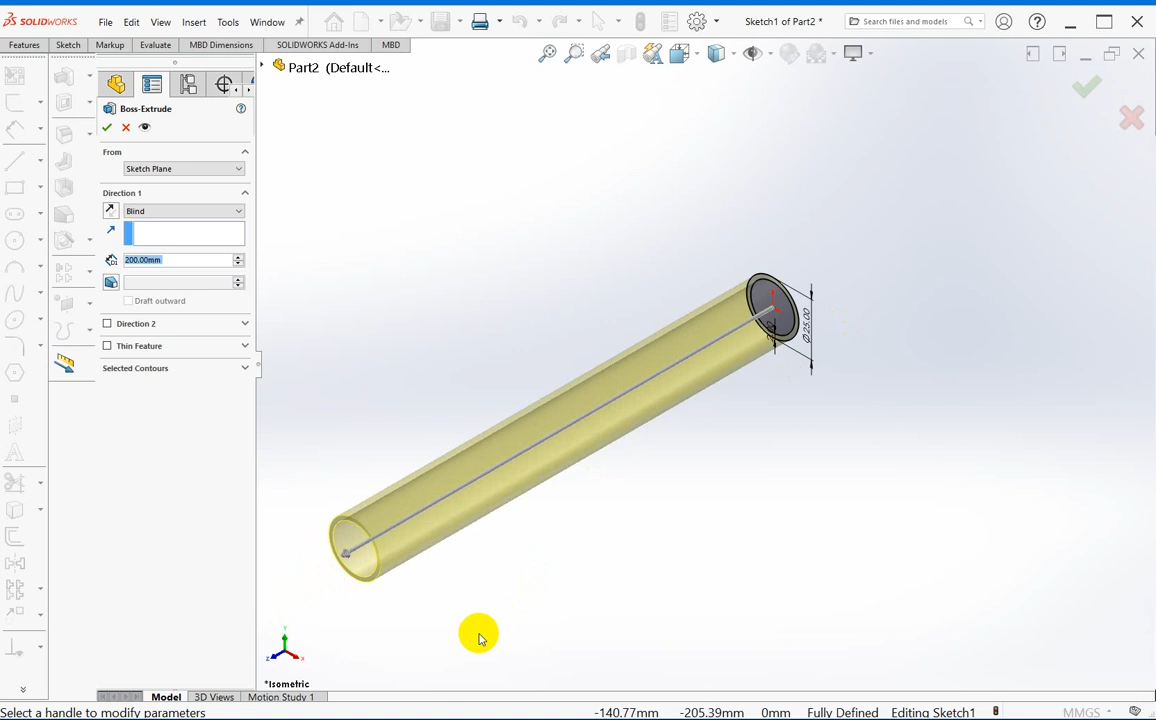 SOLIDWORKS File Edit View Insert Tools Window Sketch1 of Part2 * Search files and models
Features Sketch Markup Evaluate MBD Dimensions SOLIDWORKS Add-Ins MBD
Part2 (Default<...
Boss-Extrude
From
Sketch Plane
Direction 1
Blind
200.00mm
Draft outward
Direction 2
Thin Feature
Selected Contours
Ø25.00
Y
Z X
*Isometric
Model 3D Views Motion Study 1
Select a handle to modify parameters -140.77mm -205.39mm 0mm Fully Defined Editing Sketch1 MMGS